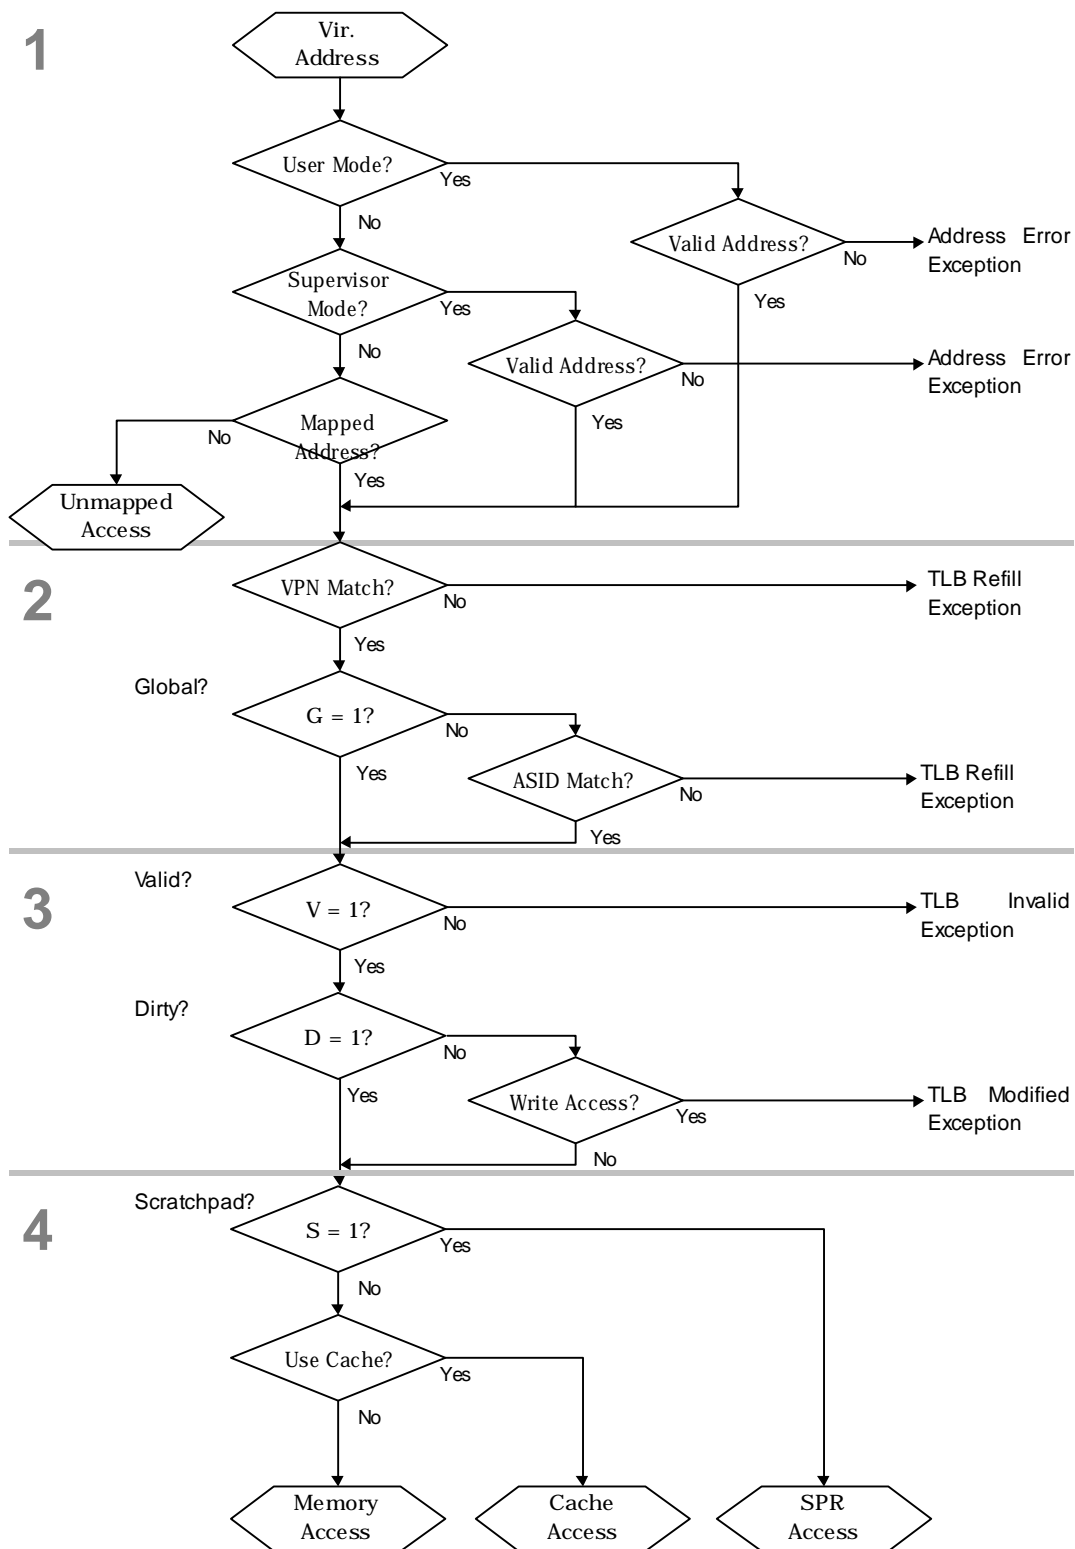 1
Vir.
Address
User Mode?
Yes
No
Valid Address?
No
Address Error
Exception
Yes
Supervisor
Mode?
Yes
No
Valid Address?
No
Address Error
Exception
Yes
Mapped
Address?
No
Yes
Unmapped
Access
2
VPN Match?
No
TLB Refill
Exception
Yes
Global?
G = 1?
No
Yes
ASID Match?
No
TLB Refill
Exception
Yes
3
Valid?
V = 1?
No
TLB Invalid
Exception
Yes
Dirty?
D = 1?
No
Yes
Write Access?
Yes
TLB Modified
Exception
No
4
Scratchpad?
S = 1?
Yes
No
Use Cache?
Yes
No
Memory
Access
Cache
Access
SPR
Access